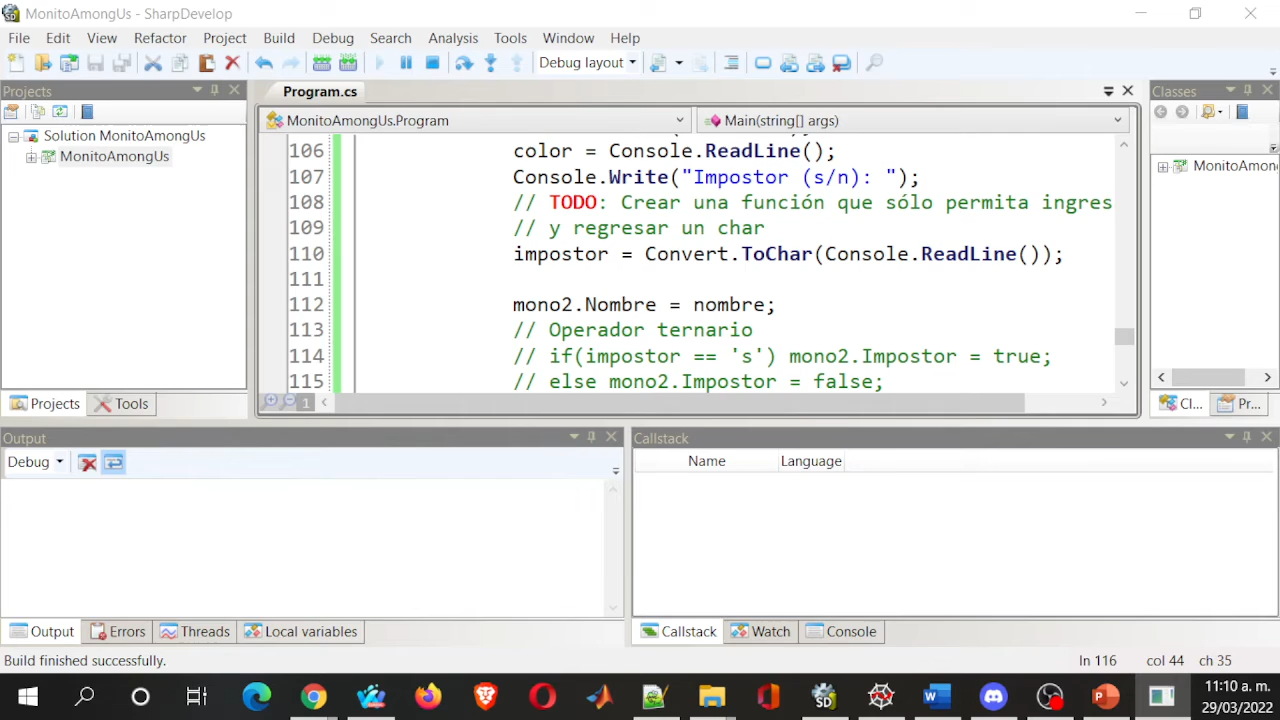 MonitoAmongUs - SharpDevelop
File Edit View Refactor Project Build Debug Search Analysis Tools Window Help
Debug layout
Projects
Program.cs
Classes
MonitoAmongUs.Program
Main(string[] args)
Solution MonitoAmongUs
MonitoAmongUs
MonitoAmon
106 color = Console.ReadLine();
107 Console.Write("Impostor (s/n): ");
108 // TODO: Crear una función que sólo permita ingres
109 // y regresar un char
110 impostor = Convert.ToChar(Console.ReadLine());
111
112 mono2.Nombre = nombre;
113 // Operador ternario
114 // if(impostor == 's') mono2.Impostor = true;
115 // else mono2.Impostor = false;
1
Projects Tools
Cl... Pr...
Output
Callstack
Debug
Name Language
Output Errors Threads Local variables
Callstack Watch Console
Build finished successfully.
ln 116 col 44 ch 35
11:10 a. m.
29/03/2022